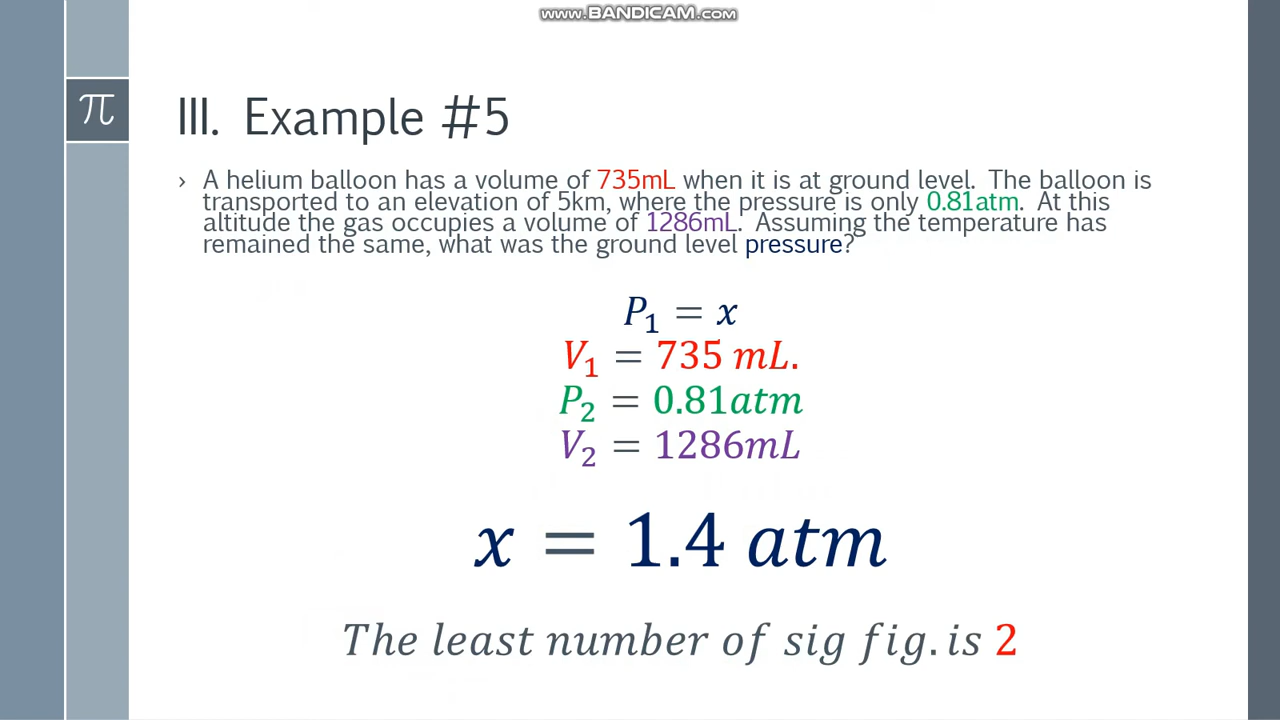 www.BANDICAM.com
π
III. Example #5
› A helium balloon has a volume of 735mL when it is at ground level. The balloon is
transported to an elevation of 5km, where the pressure is only 0.81atm. At this
altitude the gas occupies a volume of 1286mL. Assuming the temperature has
remained the same, what was the ground level pressure?
P₁ = x
V₁ = 735 mL.
P₂ = 0.81atm
V₂ = 1286mL
x = 1.4 atm
The least number of sig fig. is 2